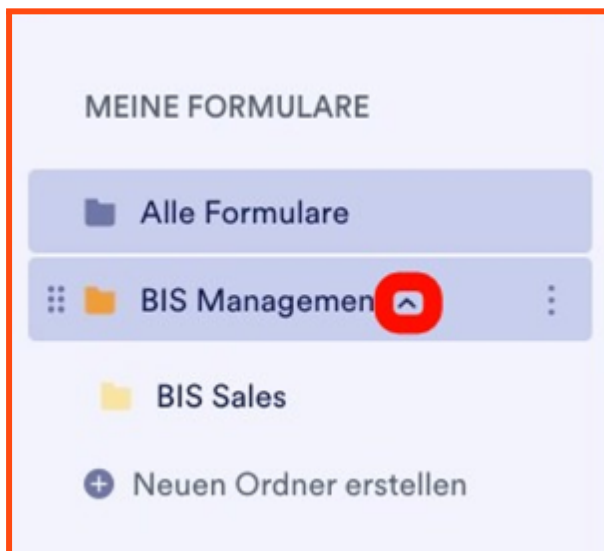 MEINE FORMULARE
Alle Formulare
BIS Managemen
BIS Sales
Neuen Ordner erstellen